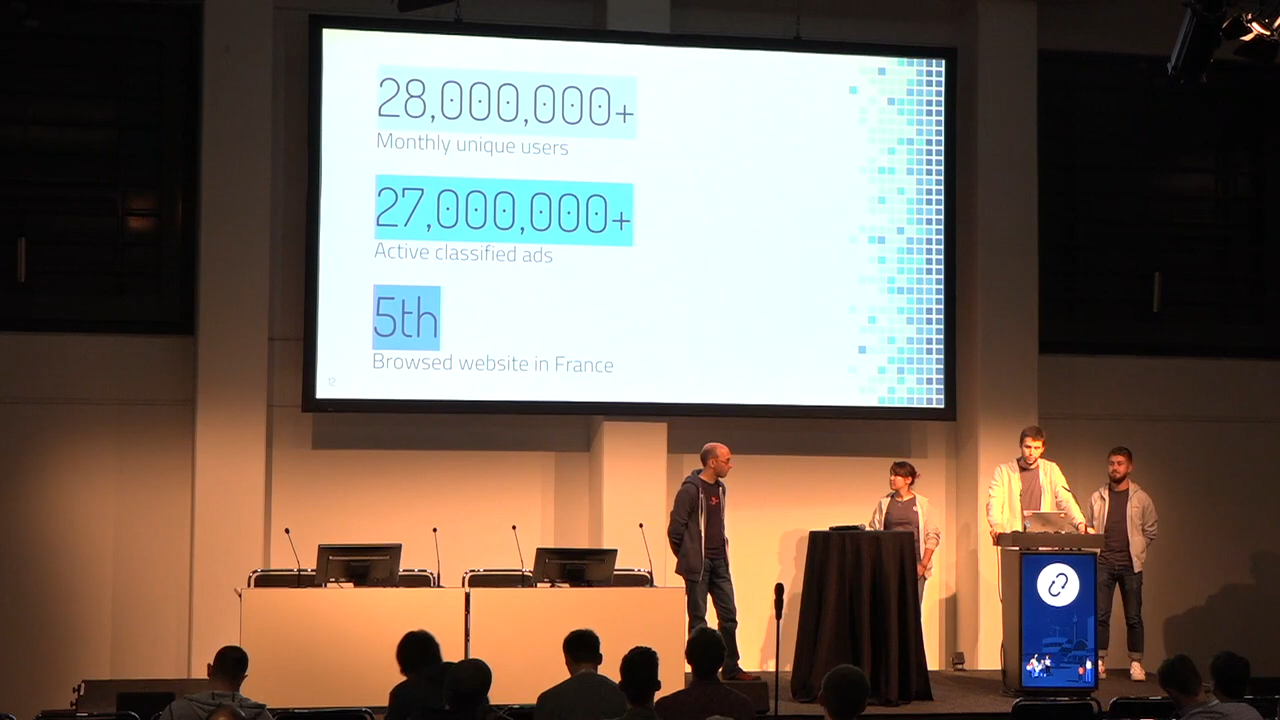 28,000,000+
Monthly unique users
27,000,000+
Active classified ads
5th
Browsed website in France
12